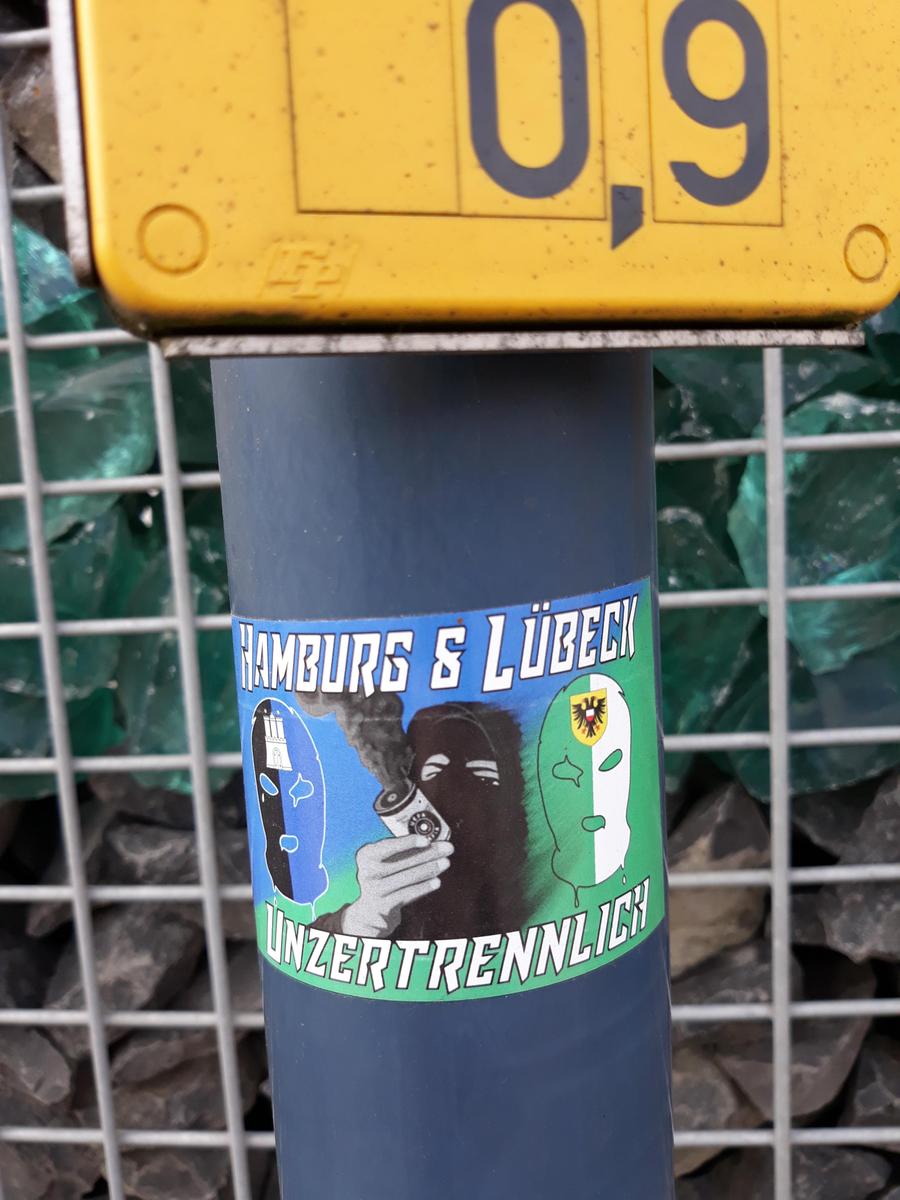 0,9
HAMBURG & LÜBECK
UNZERTRENNLICH